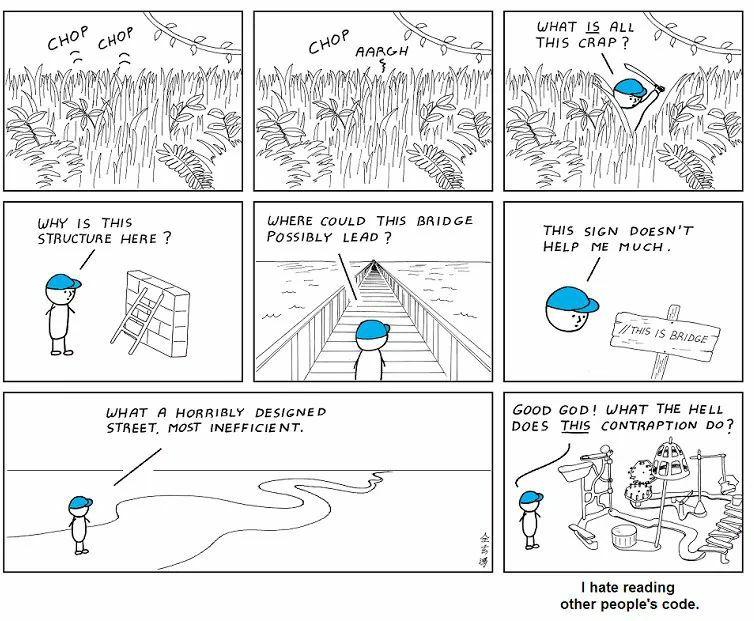 CHOP
CHOP
CHOP
AARGH
WHAT IS ALL
THIS CRAP?
WHY IS THIS
STRUCTURE HERE?
WHERE COULD THIS BRIDGE
POSSIBLY LEAD?
THIS SIGN DOESN'T
HELP ME MUCH.
//THIS IS BRIDGE
WHAT A HORRIBLY DESIGNED
STREET, MOST INEFFICIENT.
GOOD GOD! WHAT THE HELL
DOES THIS CONTRAPTION DO?
I hate reading
other people's code.